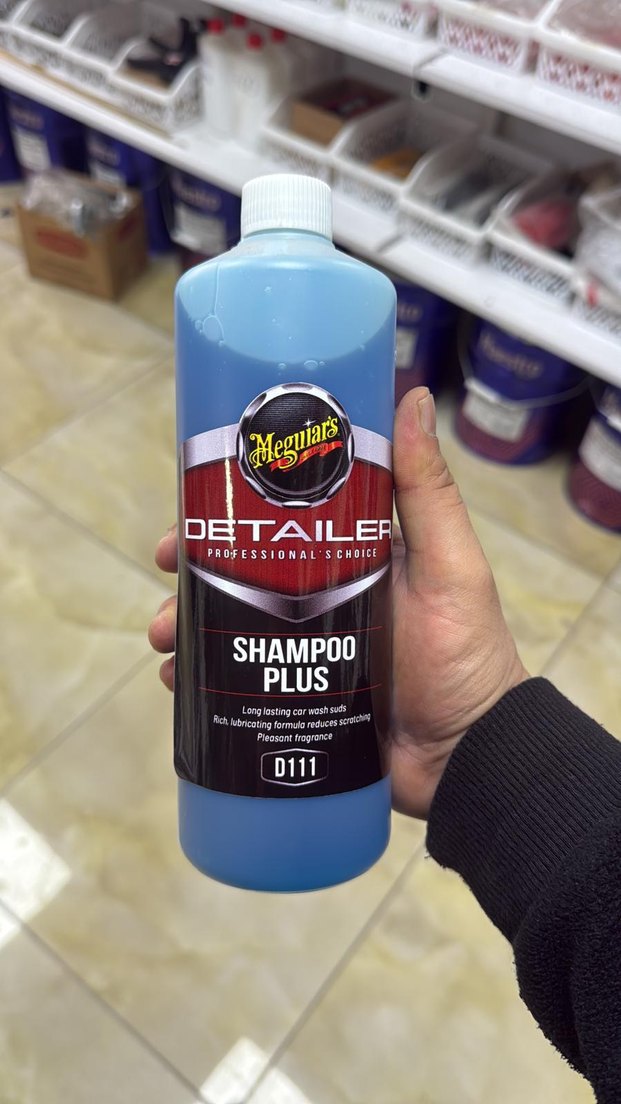 Meguiar's
DETAILER
PROFESSIONAL'S CHOICE
SHAMPOO
PLUS
Long lasting car wash suds
Rich, lubricating formula reduces scratching
Pleasant fragrance
D111